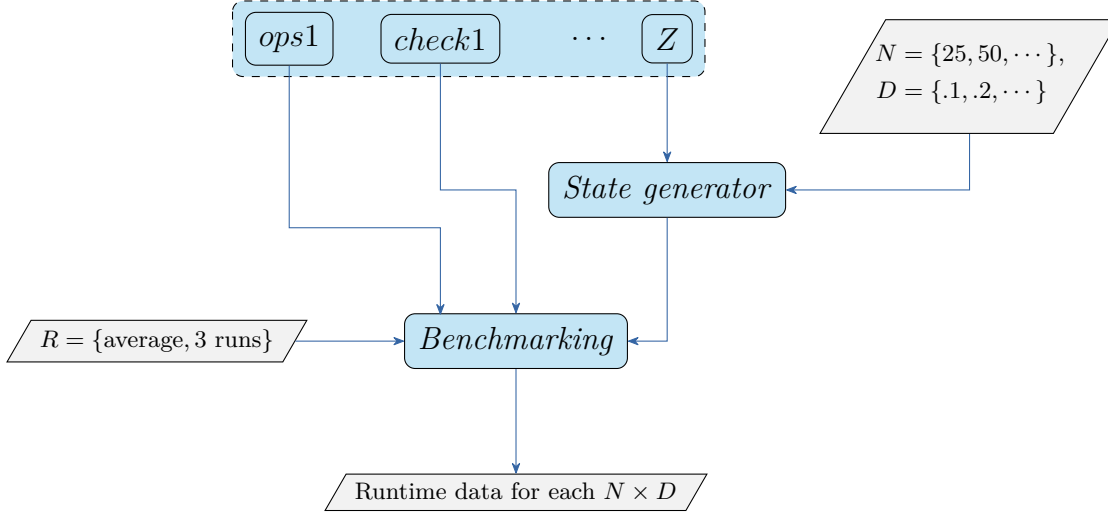 ops1 check1 ⋯ Z
N = {25, 50, ⋯ },
D = {.1, .2, ⋯ }
State generator
R = {average, 3 runs}
Benchmarking
Runtime data for each N × D